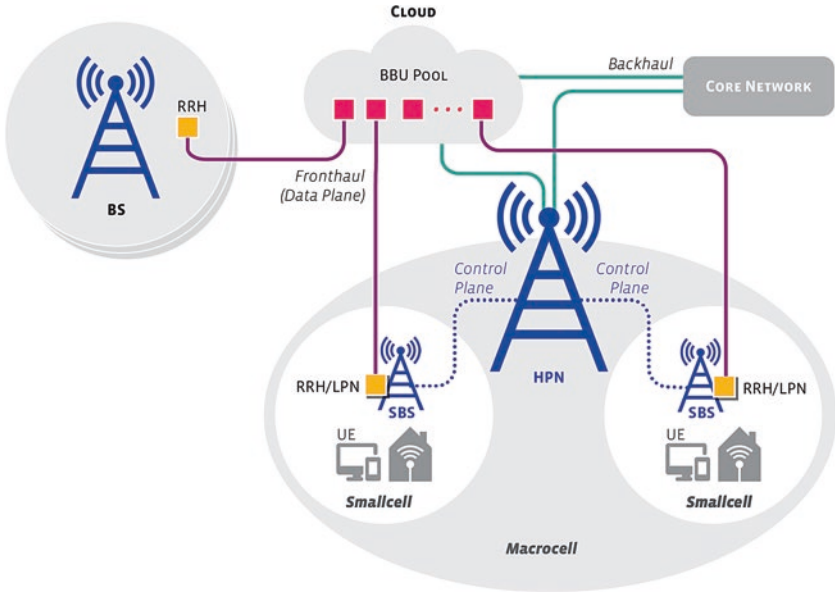 CLOUD
BBU POOL
Backhaul
CORE NETWORK
RRH
BS
Fronthaul
(Data Plane)
Control
Plane
Control
Plane
HPN
RRH/LPN
SBS
UE
Smallcell
SBS
RRH/LPN
UE
Smallcell
Macrocell